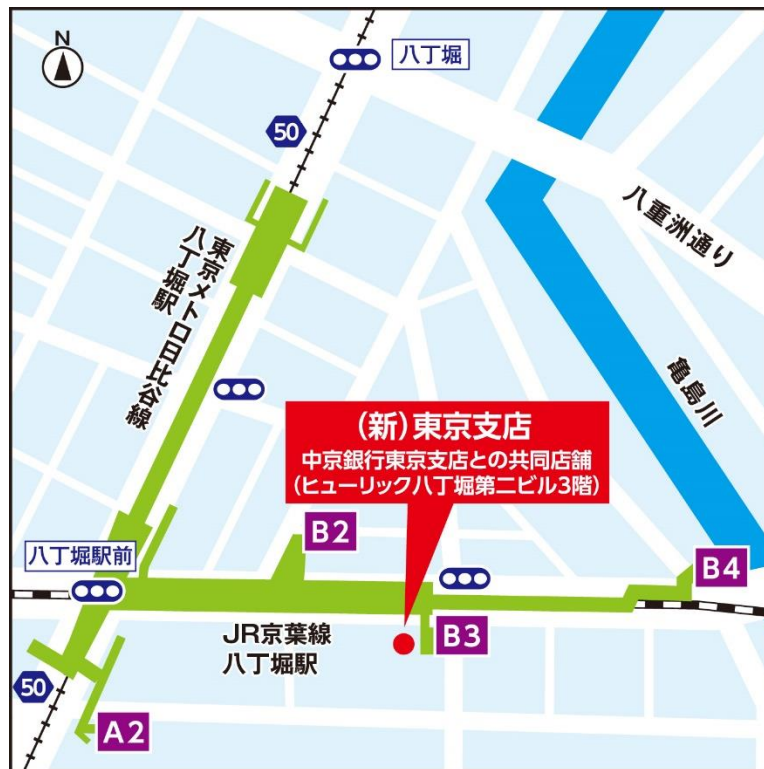 N
八丁堀
50
八重洲通り
東京メトロ日比谷線
八丁堀駅
亀島川
(新)東京支店
中京銀行東京支店との共同店舗
(ヒューリック八丁堀第二ビル3階)
B2
八丁堀駅前
B4
JR京葉線
八丁堀駅
B3
50
A2